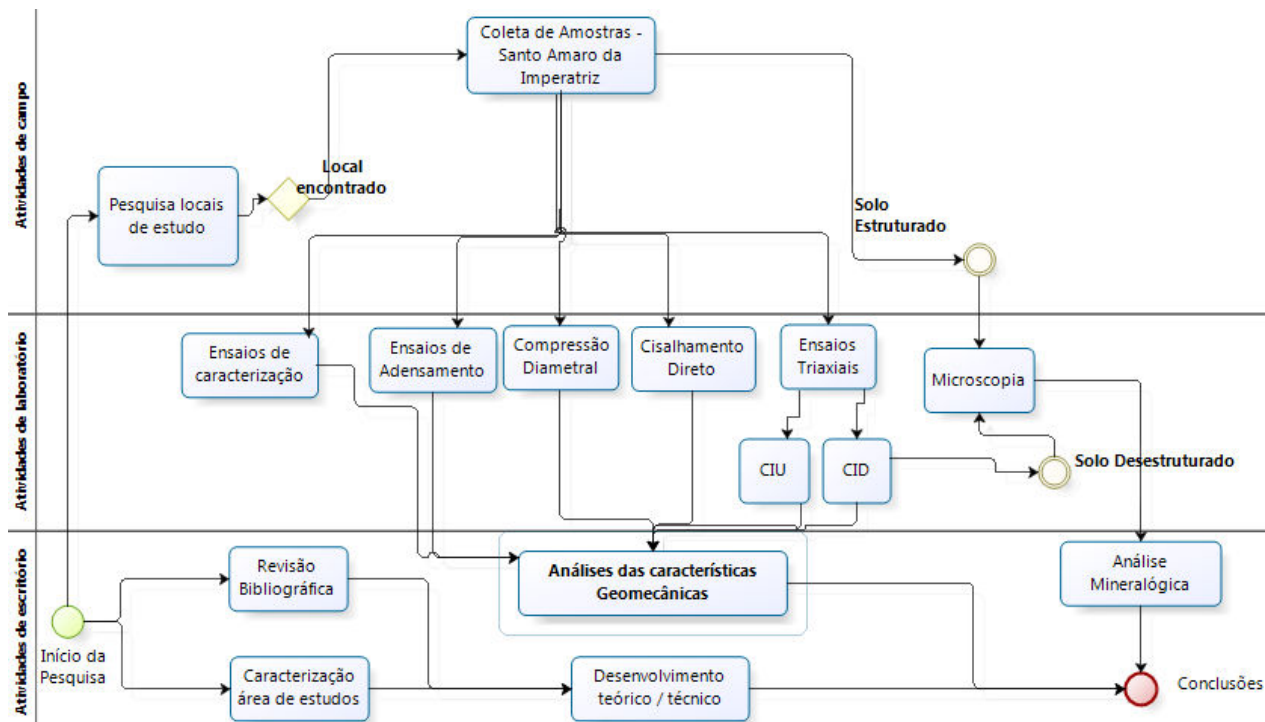 Atividades de campo
Coleta de Amostras -
Santo Amaro da
Imperatriz
Local
encontrado
Pesquisa locais
de estudo
Solo
Estruturado
Atividades de laboratório
Ensaios de
caracterização
Ensaios de
Adensamento
Compressão
Diametral
Cisalhamento
Direto
Ensaios
Triaxiais
Microscopia
CIU
CID
Solo Desestruturado
Atividades de escritório
Revisão
Bibliográfica
Análises das características
Geomecânicas
Análise
Mineralógica
Início da
Pesquisa
Caracterização
área de estudos
Desenvolvimento
teórico / técnico
Conclusões